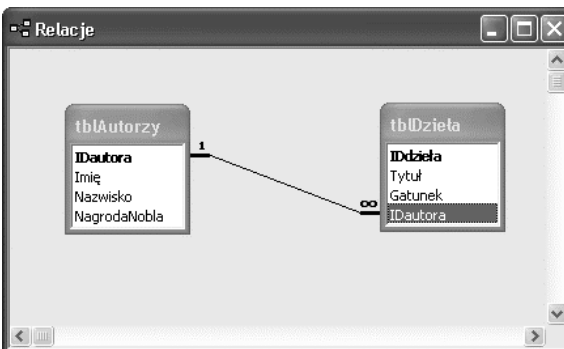 Relacje
tblAutorzy
IDautora
Imię
Nazwisko
NagrodaNobla
1
∞
tblDzieła
IDdzieła
Tytuł
Gatunek
IDautora